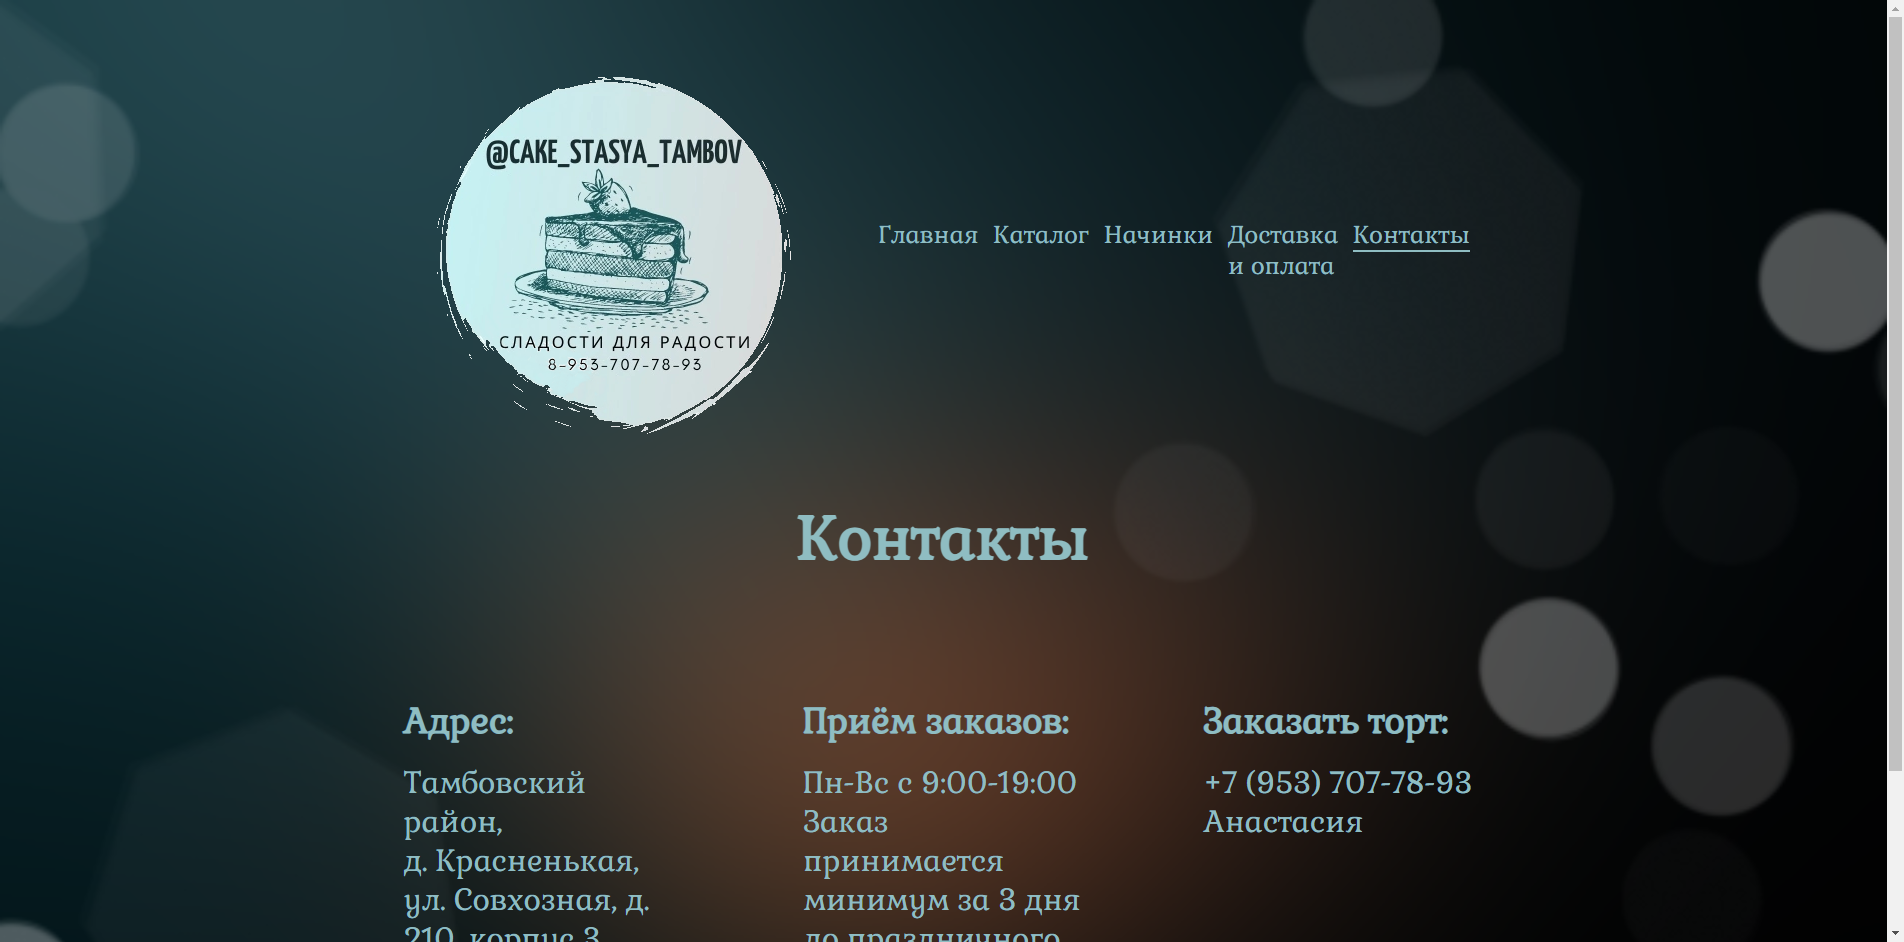 @CAKE_STASYA_TAMBOV
СЛАДОСТИ ДЛЯ РАДОСТИ
8-953-707-78-93
Главная Каталог Начинки Доставка и оплата Контакты
Контакты
Адрес:
Тамбовский
район,
д. Красненькая,
ул. Совхозная, д.
210, корпус 3
Приём заказов:
Пн-Вс с 9:00-19:00
Заказ
принимается
минимум за 3 дня
до праздничного
Заказать торт:
+7 (953) 707-78-93
Анастасия